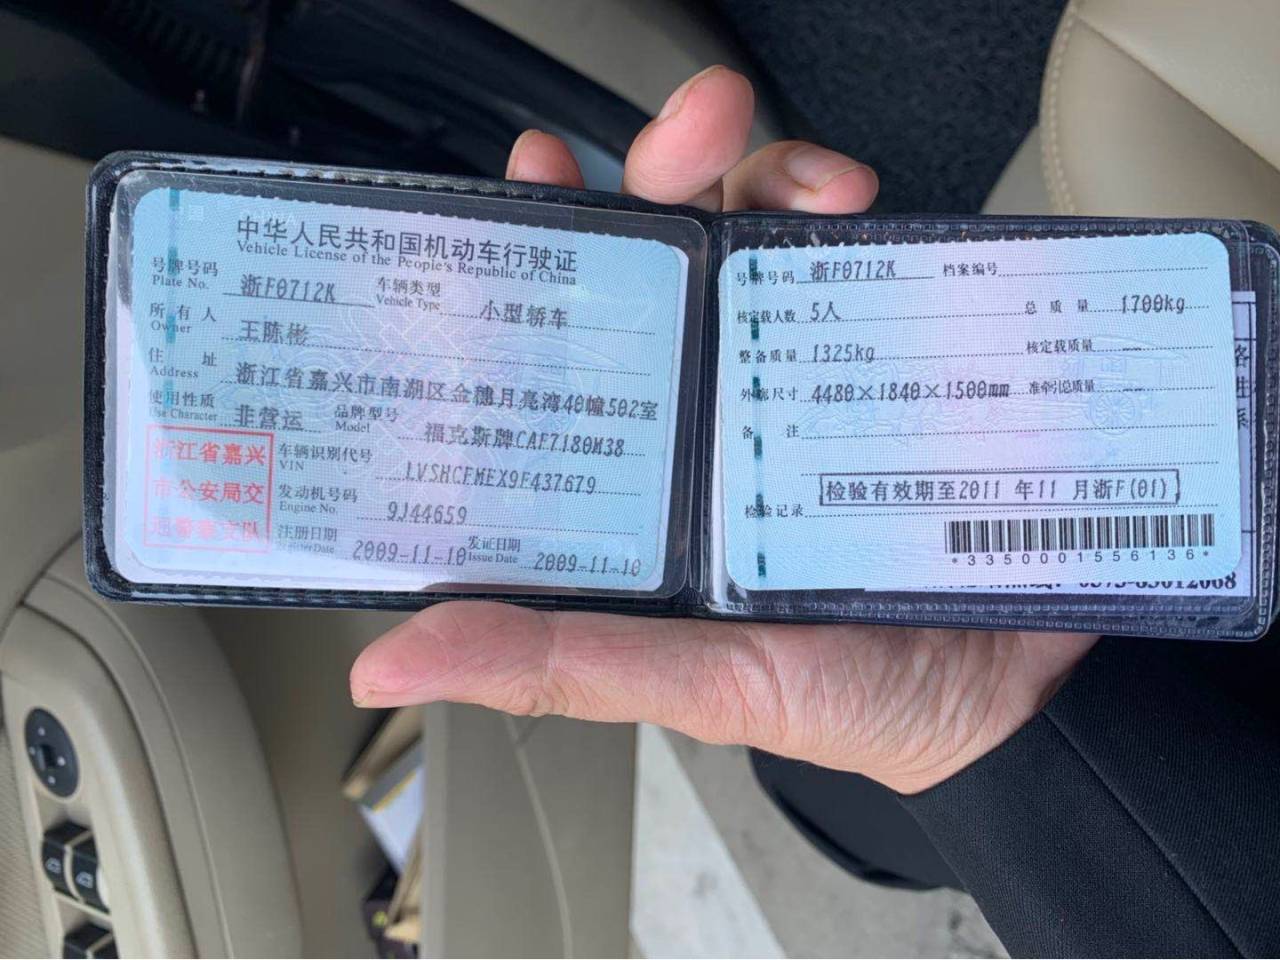 中华人民共和国机动车行驶证
Vehicle License of the People's Republic of China
号牌号码 浙F0712K 车辆类型 小型轿车
Plate No. Vehicle Type
所有人 王陈彬
Owner
住址 浙江省嘉兴市南湖区金穗月亮湾40幢502室
Address
使用性质 非营运 品牌型号 福克斯牌CAF7180M38
Use Character Model
浙江省嘉兴
市公安局交
通警察支队
车辆识别代号 LVSHCFMEX9F437679
VIN
发动机号码 9J44659
Engine No.
注册日期 2009-11-10 发证日期 2009-11-10
Register Date Issue Date
号牌号码 浙F0712K 档案编号
核定载人数 5人 总质量 1700kg
整备质量 1325kg 核定载质量 --
外廓尺寸 4480×1840×1500mm 准牵引总质量 --
备注
检验有效期至2011 年11 月浙F(01)
检验记录
*3350001556136*